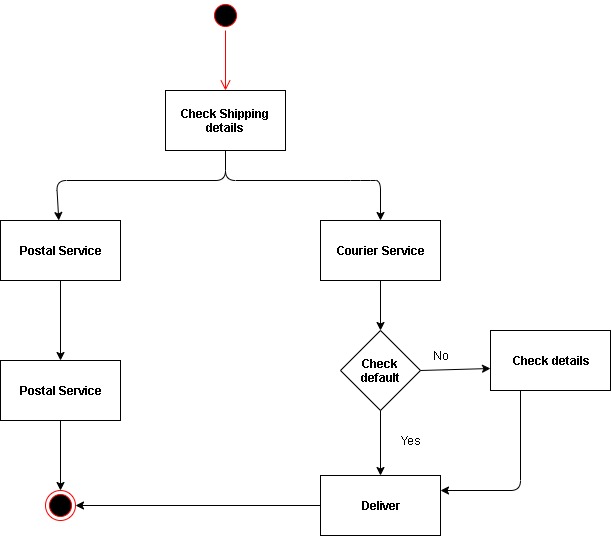 Check Shipping
details
Postal Service
Courier Service
Check
default
No
Check details
Postal Service
Yes
Deliver